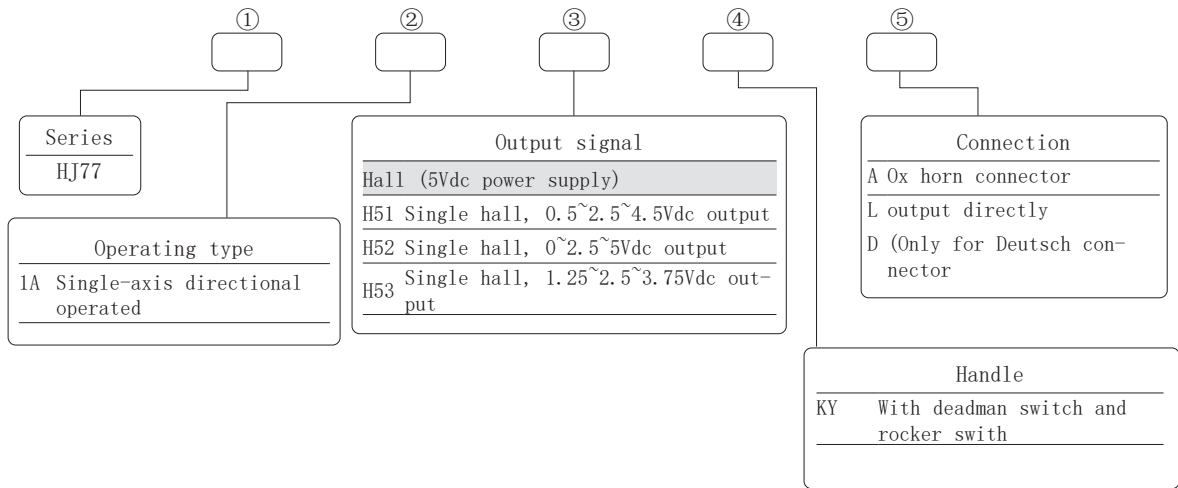 ① ② ③ ④ ⑤
Series
HJ77
Operating type
1A Single-axis directional
operated
Output signal
Hall (5Vdc power supply)
H51 Single hall, 0.5~2.5~4.5Vdc output
H52 Single hall, 0~2.5~5Vdc output
H53 Single hall, 1.25~2.5~3.75Vdc out-
put
Connection
A Ox horn connector
L output directly
D (Only for Deutsch con-
nector
Handle
KY With deadman switch and
rocker swith